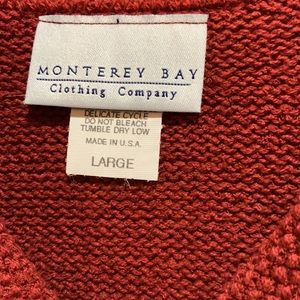 MONTEREY BAY
Clothing Company
DELICATE CYCLE
DO NOT BLEACH
TUMBLE DRY LOW
MADE IN U.S.A.
LARGE